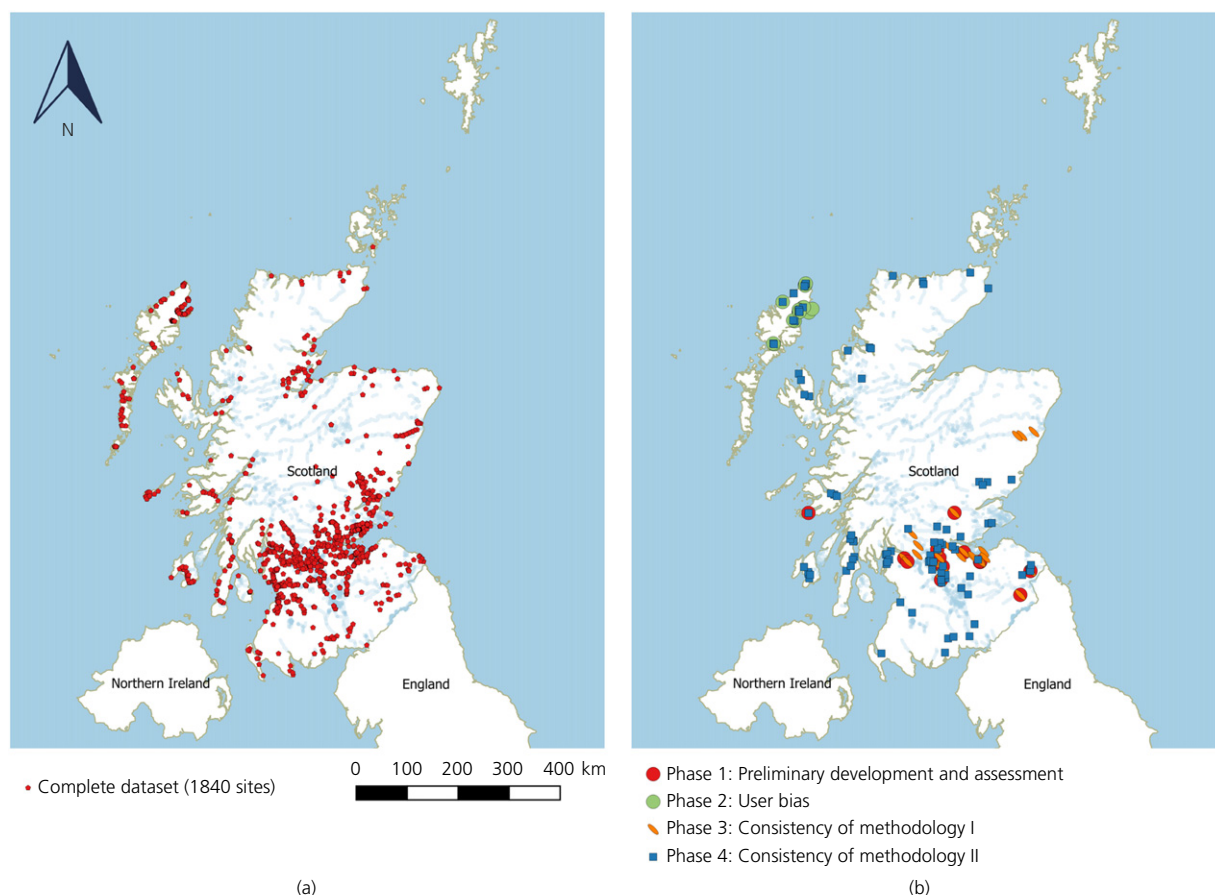 N
Scotland
Northern Ireland
England
Complete dataset (1840 sites)
0 100 200 300 400 km
(a)
Scotland
Northern Ireland
England
Phase 1: Preliminary development and assessment
Phase 2: User bias
Phase 3: Consistency of methodology I
Phase 4: Consistency of methodology II
(b)